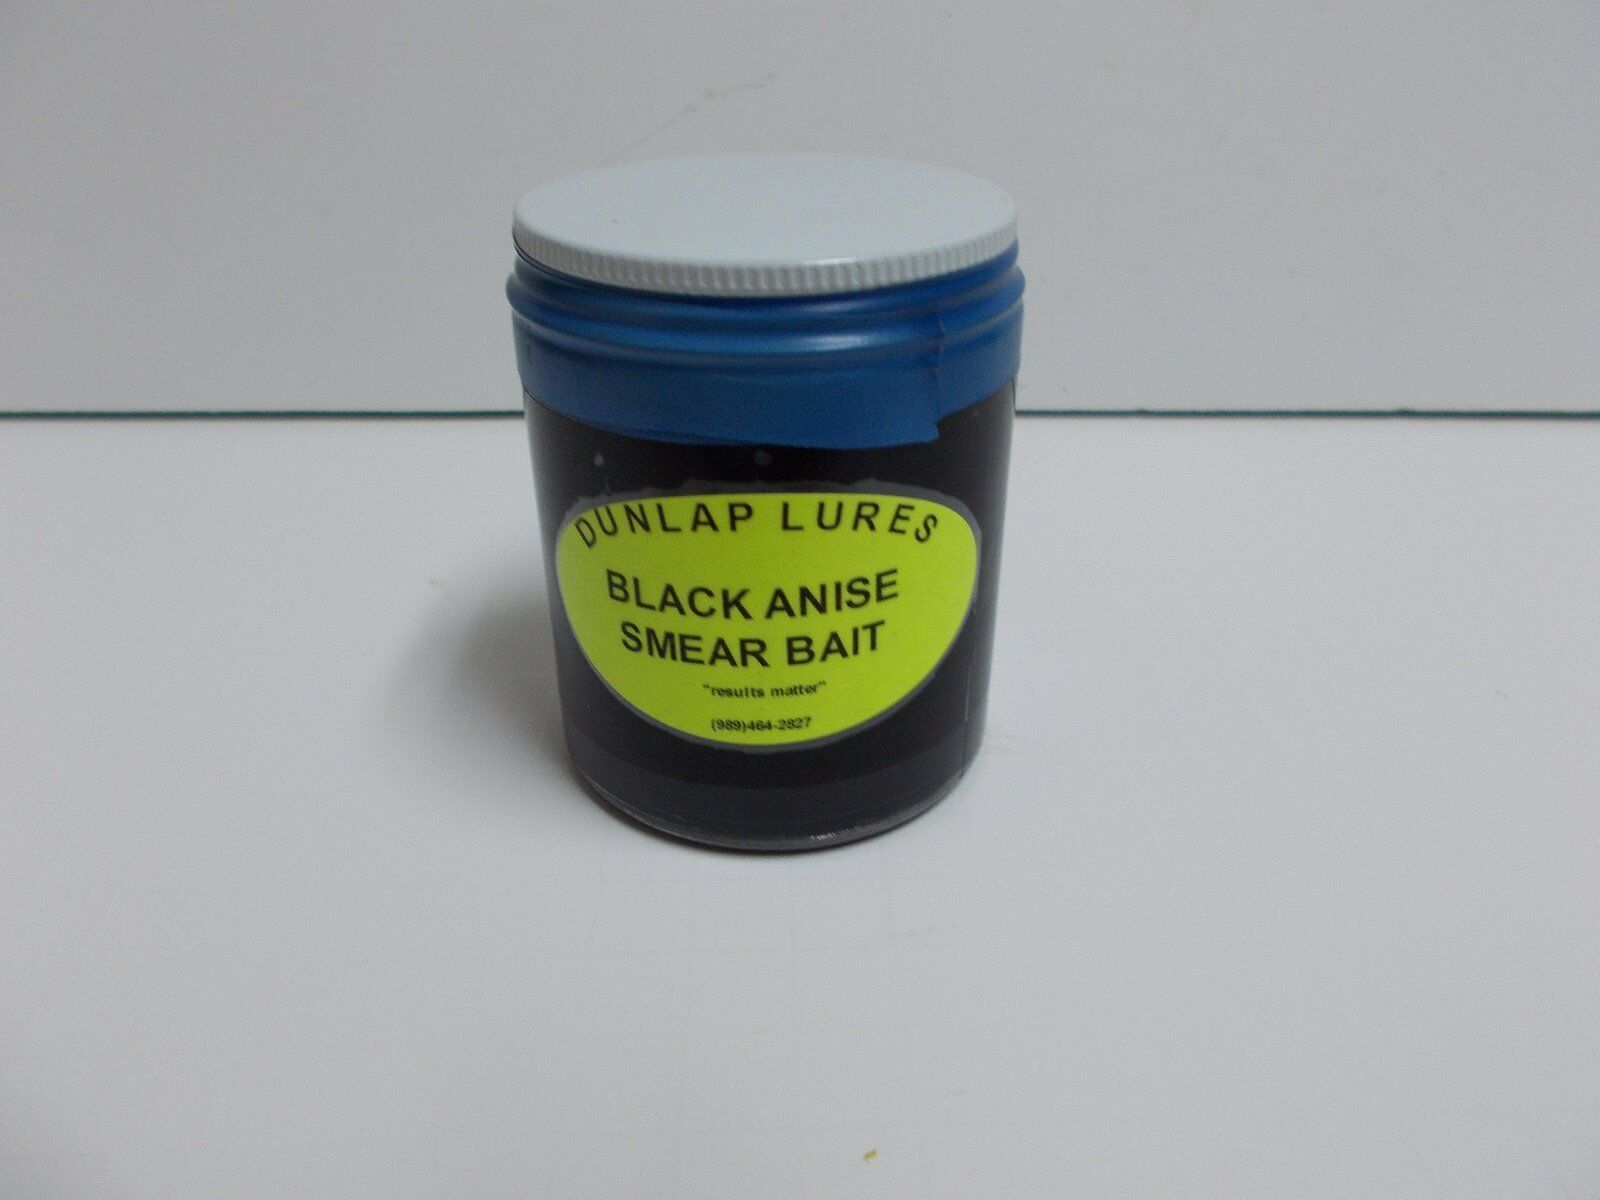 DUNLAP LURES
BLACK ANISE
SMEAR BAIT
"results matter"
(989)464-2827